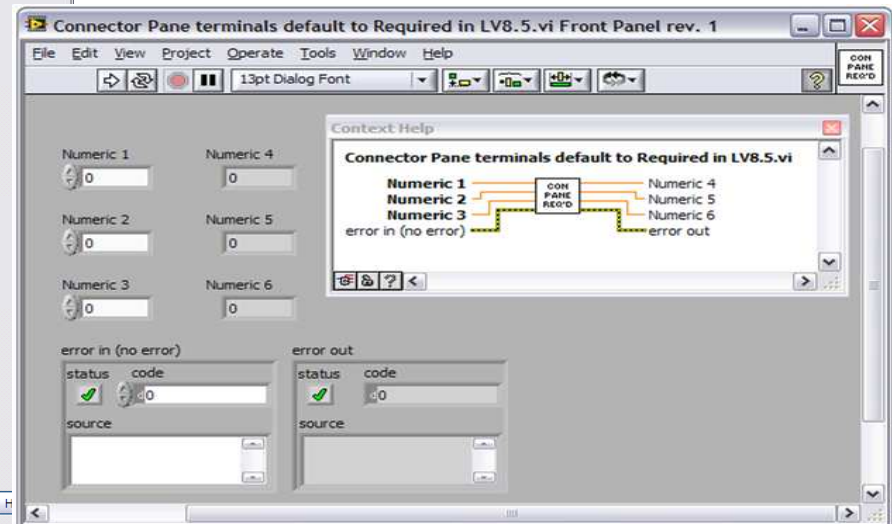 Connector Pane terminals default to Required in LV8.5.vi Front Panel rev. 1
File Edit View Project Operate Tools Window Help
13pt Dialog Font
CON PANE REQ'D
Context Help
Connector Pane terminals default to Required in LV8.5.vi
Numeric 1
Numeric 2
Numeric 3
error in (no error)
CON PANE REQ'D
Numeric 4
Numeric 5
Numeric 6
error out
Numeric 1 Numeric 4
0 0
Numeric 2 Numeric 5
0 0
Numeric 3 Numeric 6
0 0
error in (no error) error out
status code status code
d0 d0
source source
H